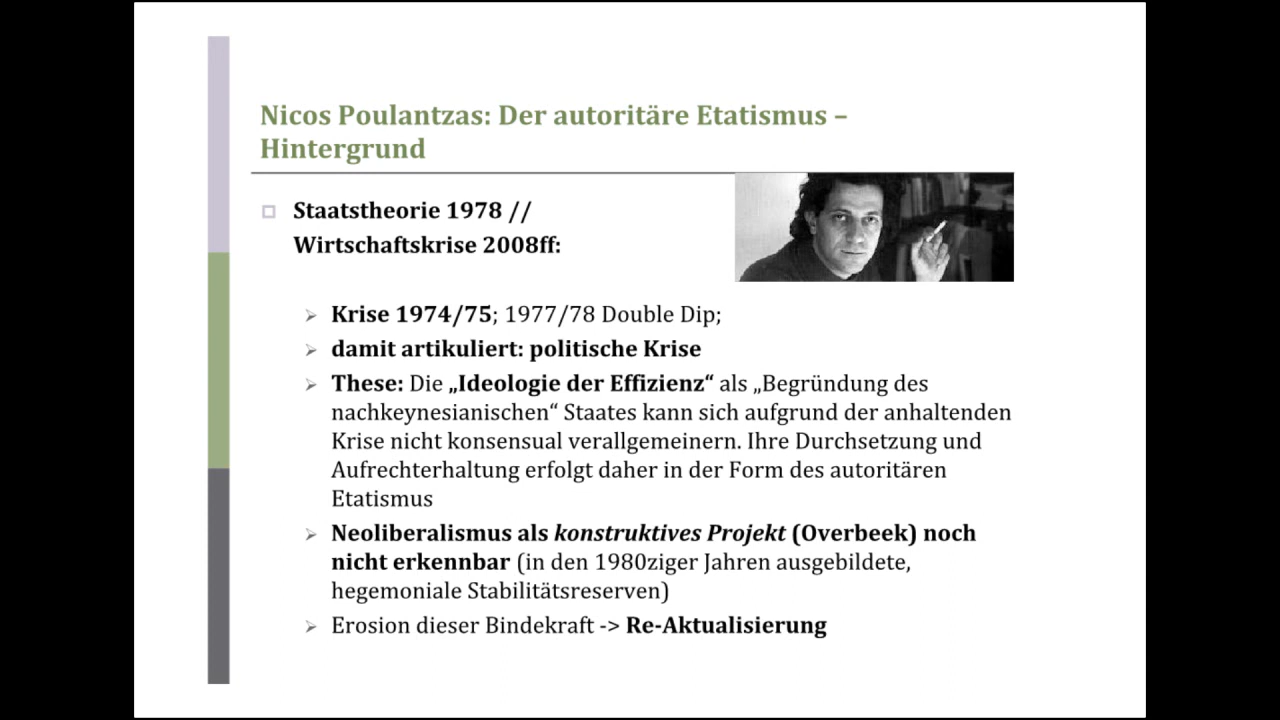 Nicos Poulantzas: Der autoritäre Etatismus –
Hintergrund
Staatstheorie 1978 //
Wirtschaftskrise 2008ff:
Krise 1974/75; 1977/78 Double Dip;
damit artikuliert: politische Krise
These: Die „Ideologie der Effizienz“ als „Begründung des
nachkeynesianischen“ Staates kann sich aufgrund der anhaltenden
Krise nicht konsensual verallgemeinern. Ihre Durchsetzung und
Aufrechterhaltung erfolgt daher in der Form des autoritären
Etatismus
Neoliberalismus als konstruktives Projekt (Overbeek) noch
nicht erkennbar (in den 1980ziger Jahren ausgebildete,
hegemoniale Stabilitätsreserven)
Erosion dieser Bindekraft -> Re-Aktualisierung